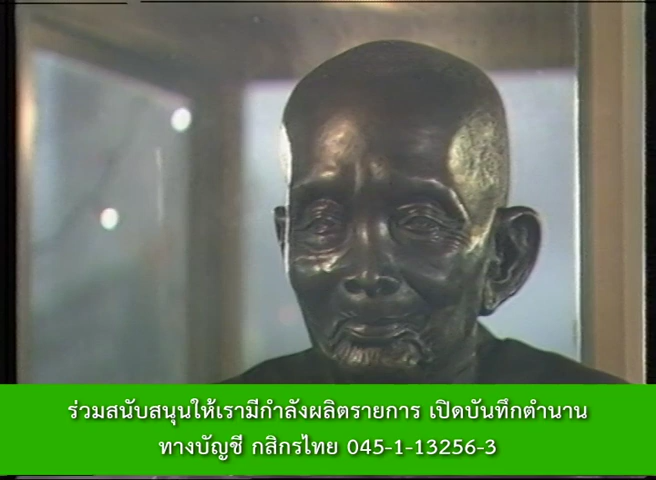 ร่วมสนับสนุนให้เรามีกำลังผลิตรายการ เปิดบันทึกตำนาน
ทางบัญชี กสิกรไทย 045-1-13256-3